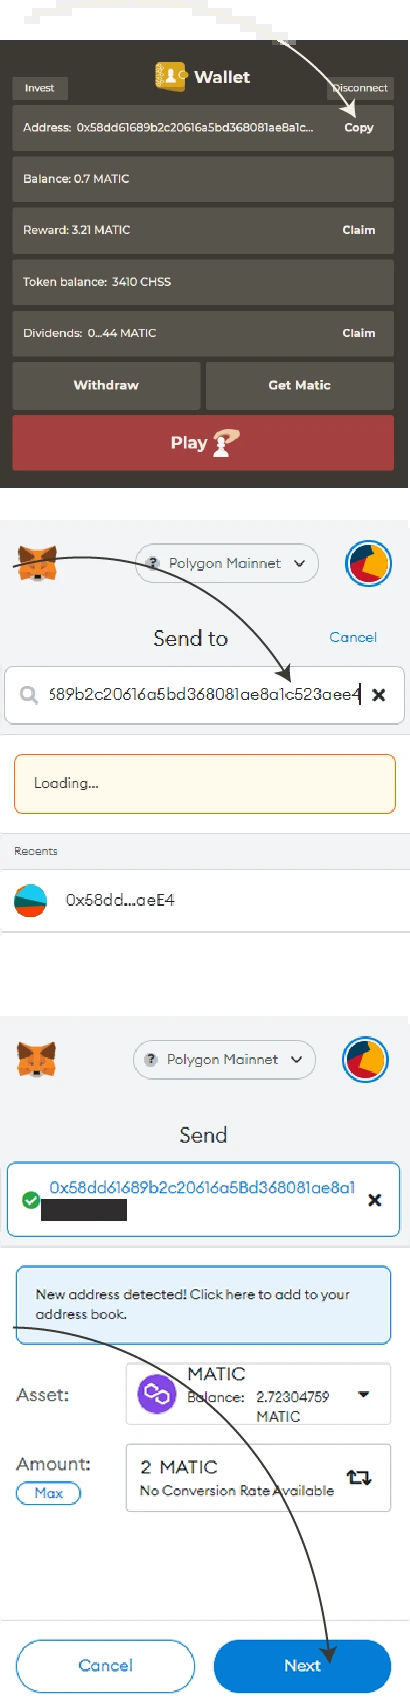 Wallet
Invest
Disconnect
Address: 0x58dd61689b2c20616a5bd368081ae8a1c...
Copy
Balance: 0.7 MATIC
Reward: 3.21 MATIC
Claim
Token balance: 3410 CHSS
Dividends: 0...44 MATIC
Claim
Withdraw
Get Matic
Play
? Polygon Mainnet
Send to
Cancel
689b2c20616a5bd368081ae8a1c523aee4
Loading...
Recents
0x58dd...aeE4
? Polygon Mainnet
Send
0x58dd61689b2c20616a5Bd368081ae8a1
New address detected! Click here to add to your
address book.
Asset:
MATIC
Balance: 2.72304759
MATIC
Amount:
Max
2 MATIC
No Conversion Rate Available
Cancel
Next